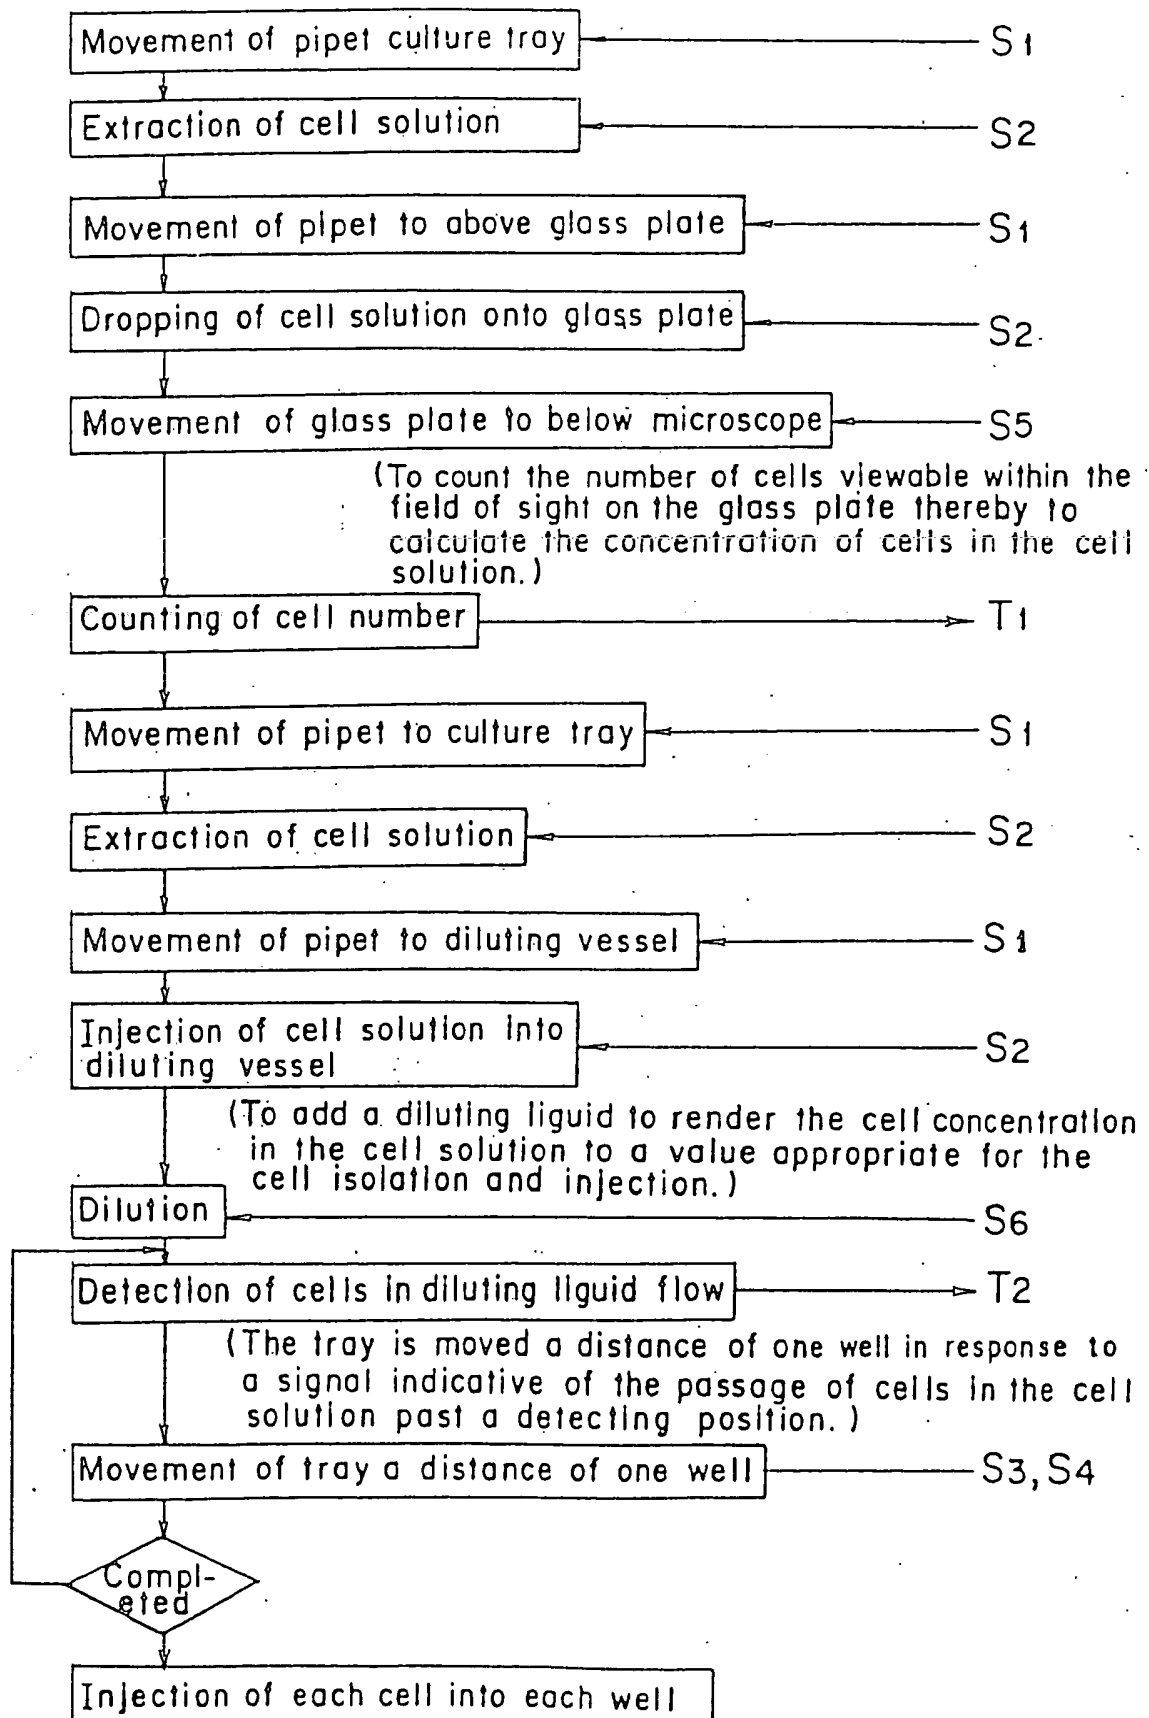 Movement of pipet culture tray S1
Extraction of cell solution S2
Movement of pipet to above glass plate S1
Dropping of cell solution onto glass plate S2
Movement of glass plate to below microscope S5
(To count the number of cells viewable within the
field of sight on the glass plate thereby to
calculate the concentration of cells in the cell
solution.)
Counting of cell number T1
Movement of pipet to culture tray S1
Extraction of cell solution S2
Movement of pipet to diluting vessel S1
Injection of cell solution into
diluting vessel S2
(To add a diluting liguid to render the cell concentration
in the cell solution to a value appropriate for the
cell isolation and injection.)
Dilution S6
Detection of cells in diluting liguid flow T2
(The tray is moved a distance of one well in response to
a signal indicative of the passage of cells in the cell
solution past a detecting position.)
Movement of tray a distance of one well S3, S4
Compl-
eted
Injection of each cell into each well